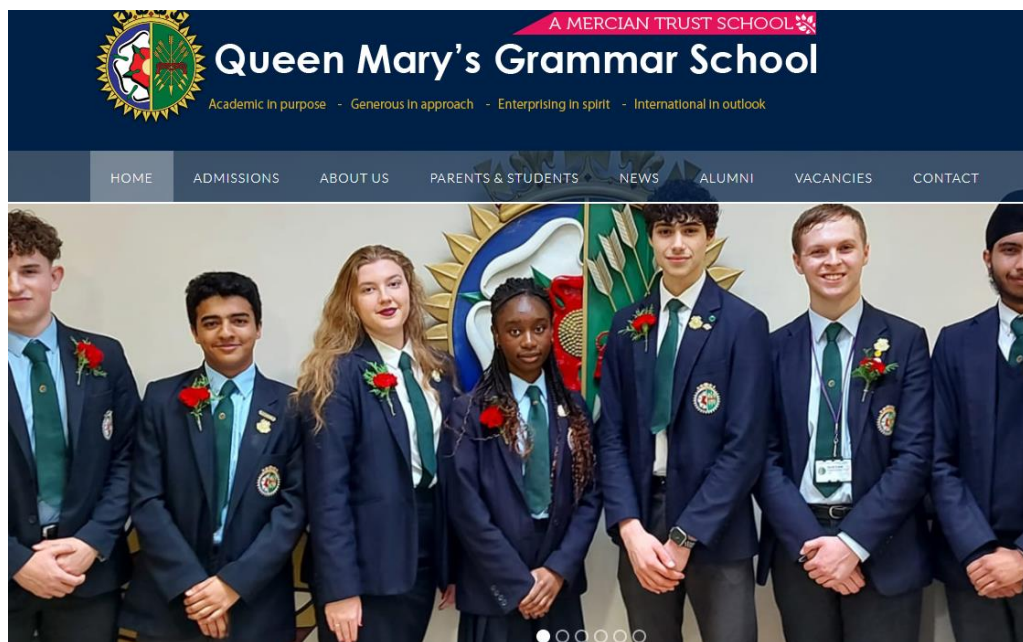 A MERCIAN TRUST SCHOOL
Queen Mary's Grammar School
Academic in purpose - Generous in approach - Enterprising in spirit - International in outlook
HOME ADMISSIONS ABOUT US PARENTS & STUDENTS NEWS ALUMNI VACANCIES CONTACT